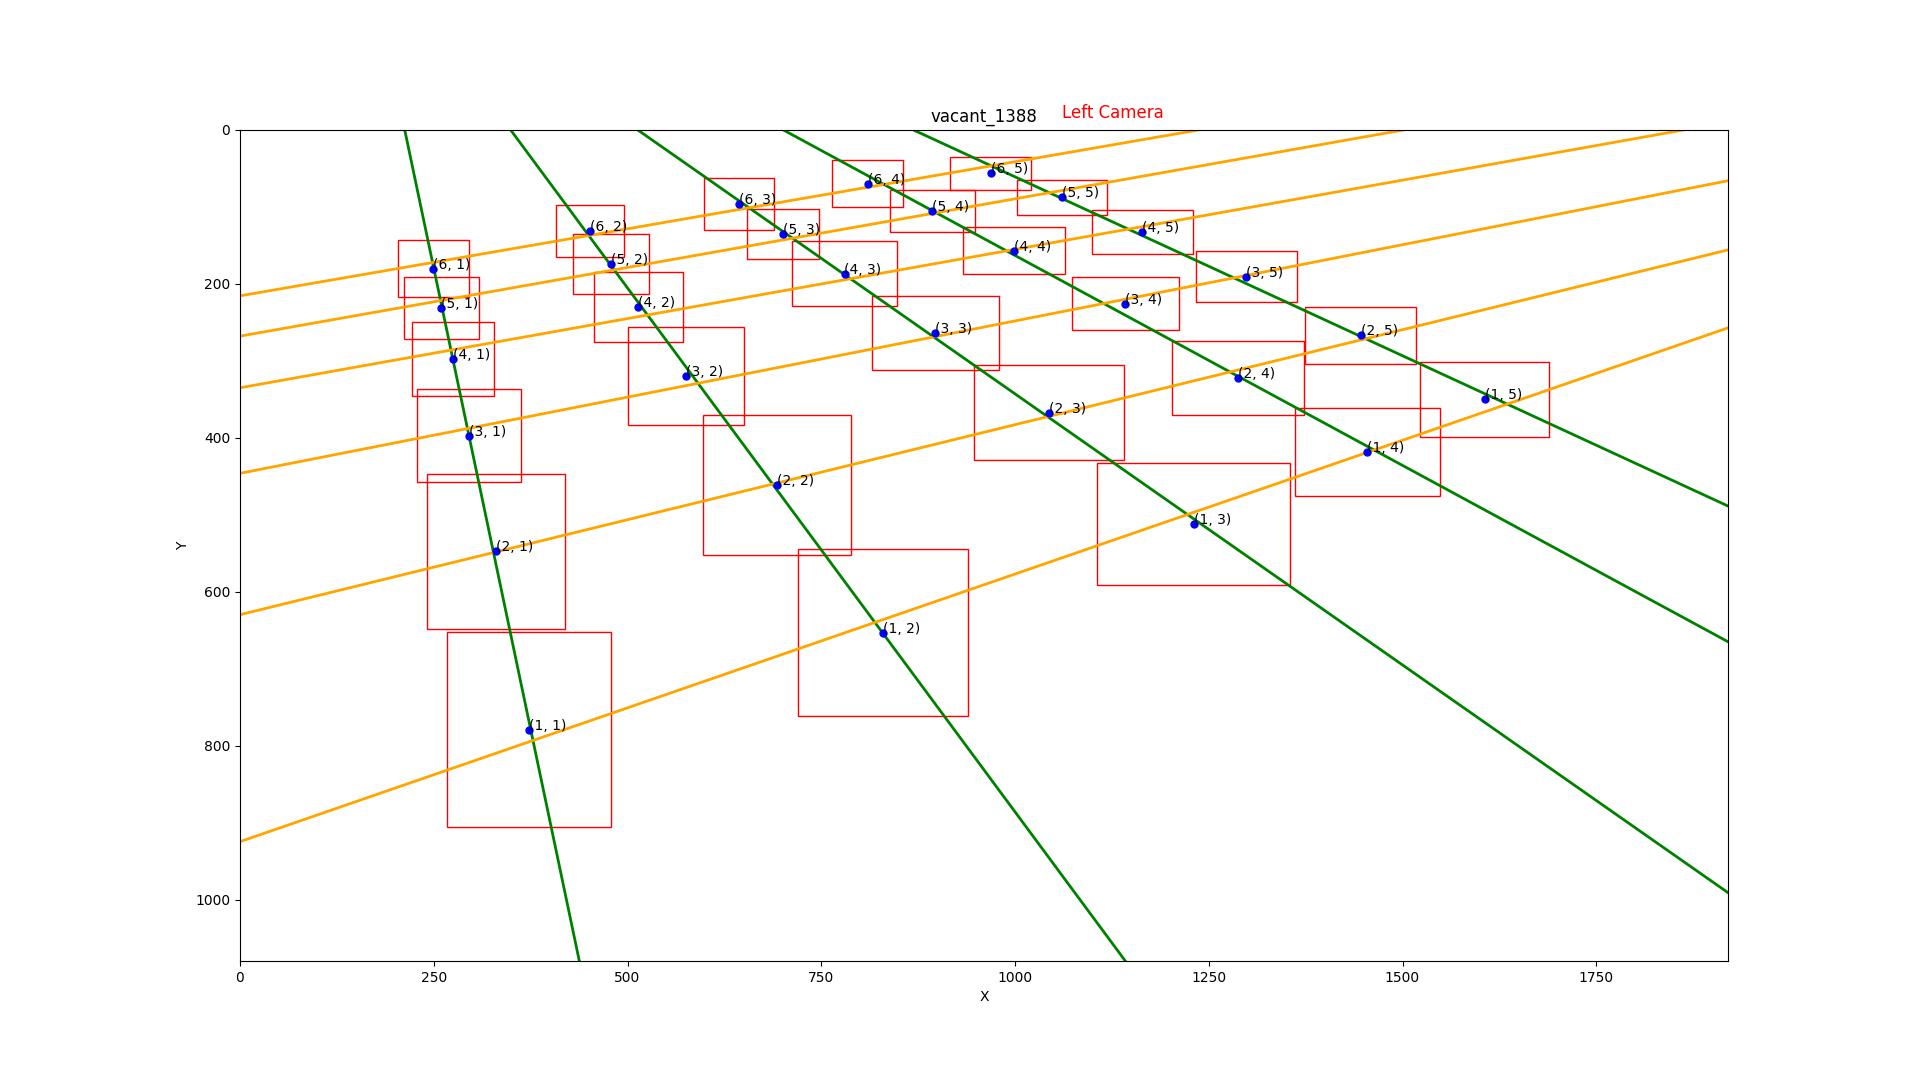 vacant_1388 Left Camera
0
(6, 5)
(6, 4) (5, 5)
(6, 3) (5, 4)
(6, 2) (5, 3) (4, 5)
(6, 1) (5, 2) (4, 3) (4, 4) (3, 5)
200
(5, 1) (4, 2) (3, 4)
(4, 1) (3, 2) (3, 3) (2, 4) (2, 5)
(3, 1) (2, 3) (1, 5)
400
(2, 2) (1, 4)
(2, 1) (1, 3)
Y
600
(1, 2)
(1, 1)
800
1000
0 250 500 750 1000 1250 1500 1750
X